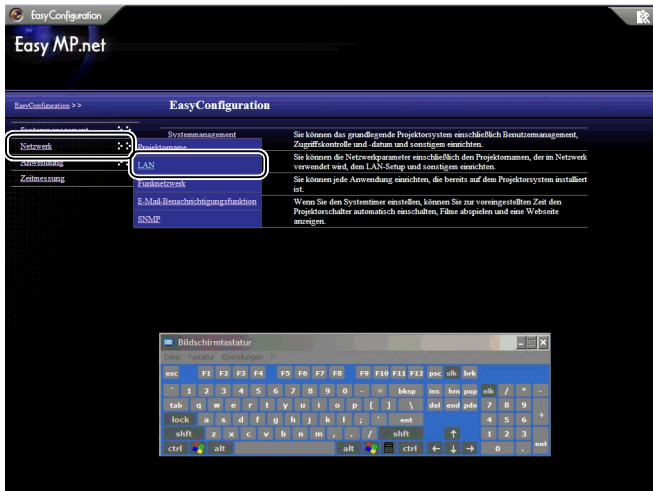 EasyConfiguration
Easy MP.net
EasyConfiguration >>
EasyConfiguration
Systemmanagement
Netzwerk
Anwendung
Zeitmessung
Systemmanagement
Sie können das grundlegende Projektorsystem einschließlich Benutzermanagement,
Zugriffskontrolle und -datum und sonstigem einrichten.
Projektorname
LAN
Funknetzwerk
E-Mail-Benachrichtigungsfunktion
SNMP
Sie können die Netzwerkparameter einschließlich den Projektornamen, der im Netzwerk
verwendet wird, dem LAN-Setup und sonstigem einrichten.
Sie können jede Anwendung einrichten, die bereits auf dem Projektorsystem installiert
ist.
Wenn Sie den Systemtimer einstellen, können Sie zur voreingestellten Zeit den
Projektorschalter automatisch einschalten, Filme abspielen und eine Webseite
anzeigen.
Bildschirmtastatur
Datei Tastatur Einstellungen ?
esc F1 F2 F3 F4 F5 F6 F7 F8 F9 F10 F11 F12 psc slk brk
` 1 2 3 4 5 6 7 8 9 0 - = bksp ins hm pup nlk / * -
tab q w e r t y u i o p [ ] \ del end pdn 7 8 9 +
lock a s d f g h j k l ; ' ent 4 5 6
shft z x c v b n m , . / shft ↑ 1 2 3 ent
ctrl alt alt ctrl ← ↓ → 0 .